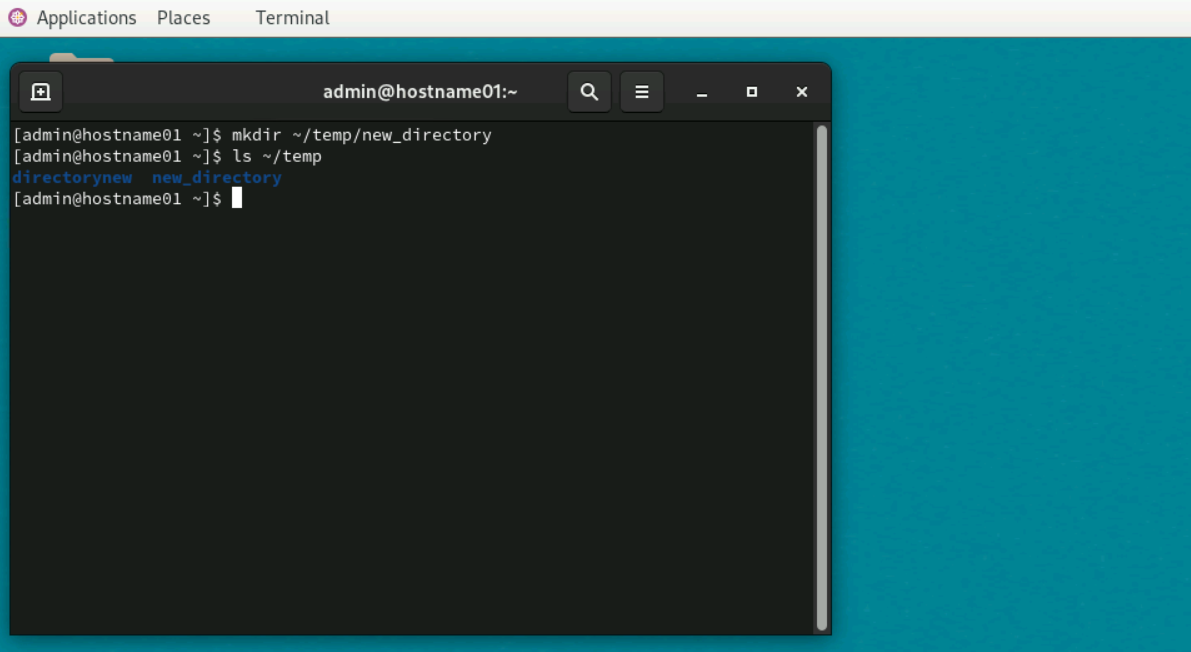 Applications Places Terminal
admin@hostname01:~
[admin@hostname01 ~]$ mkdir ~/temp/new_directory
[admin@hostname01 ~]$ ls ~/temp
directorynew new_directory
[admin@hostname01 ~]$